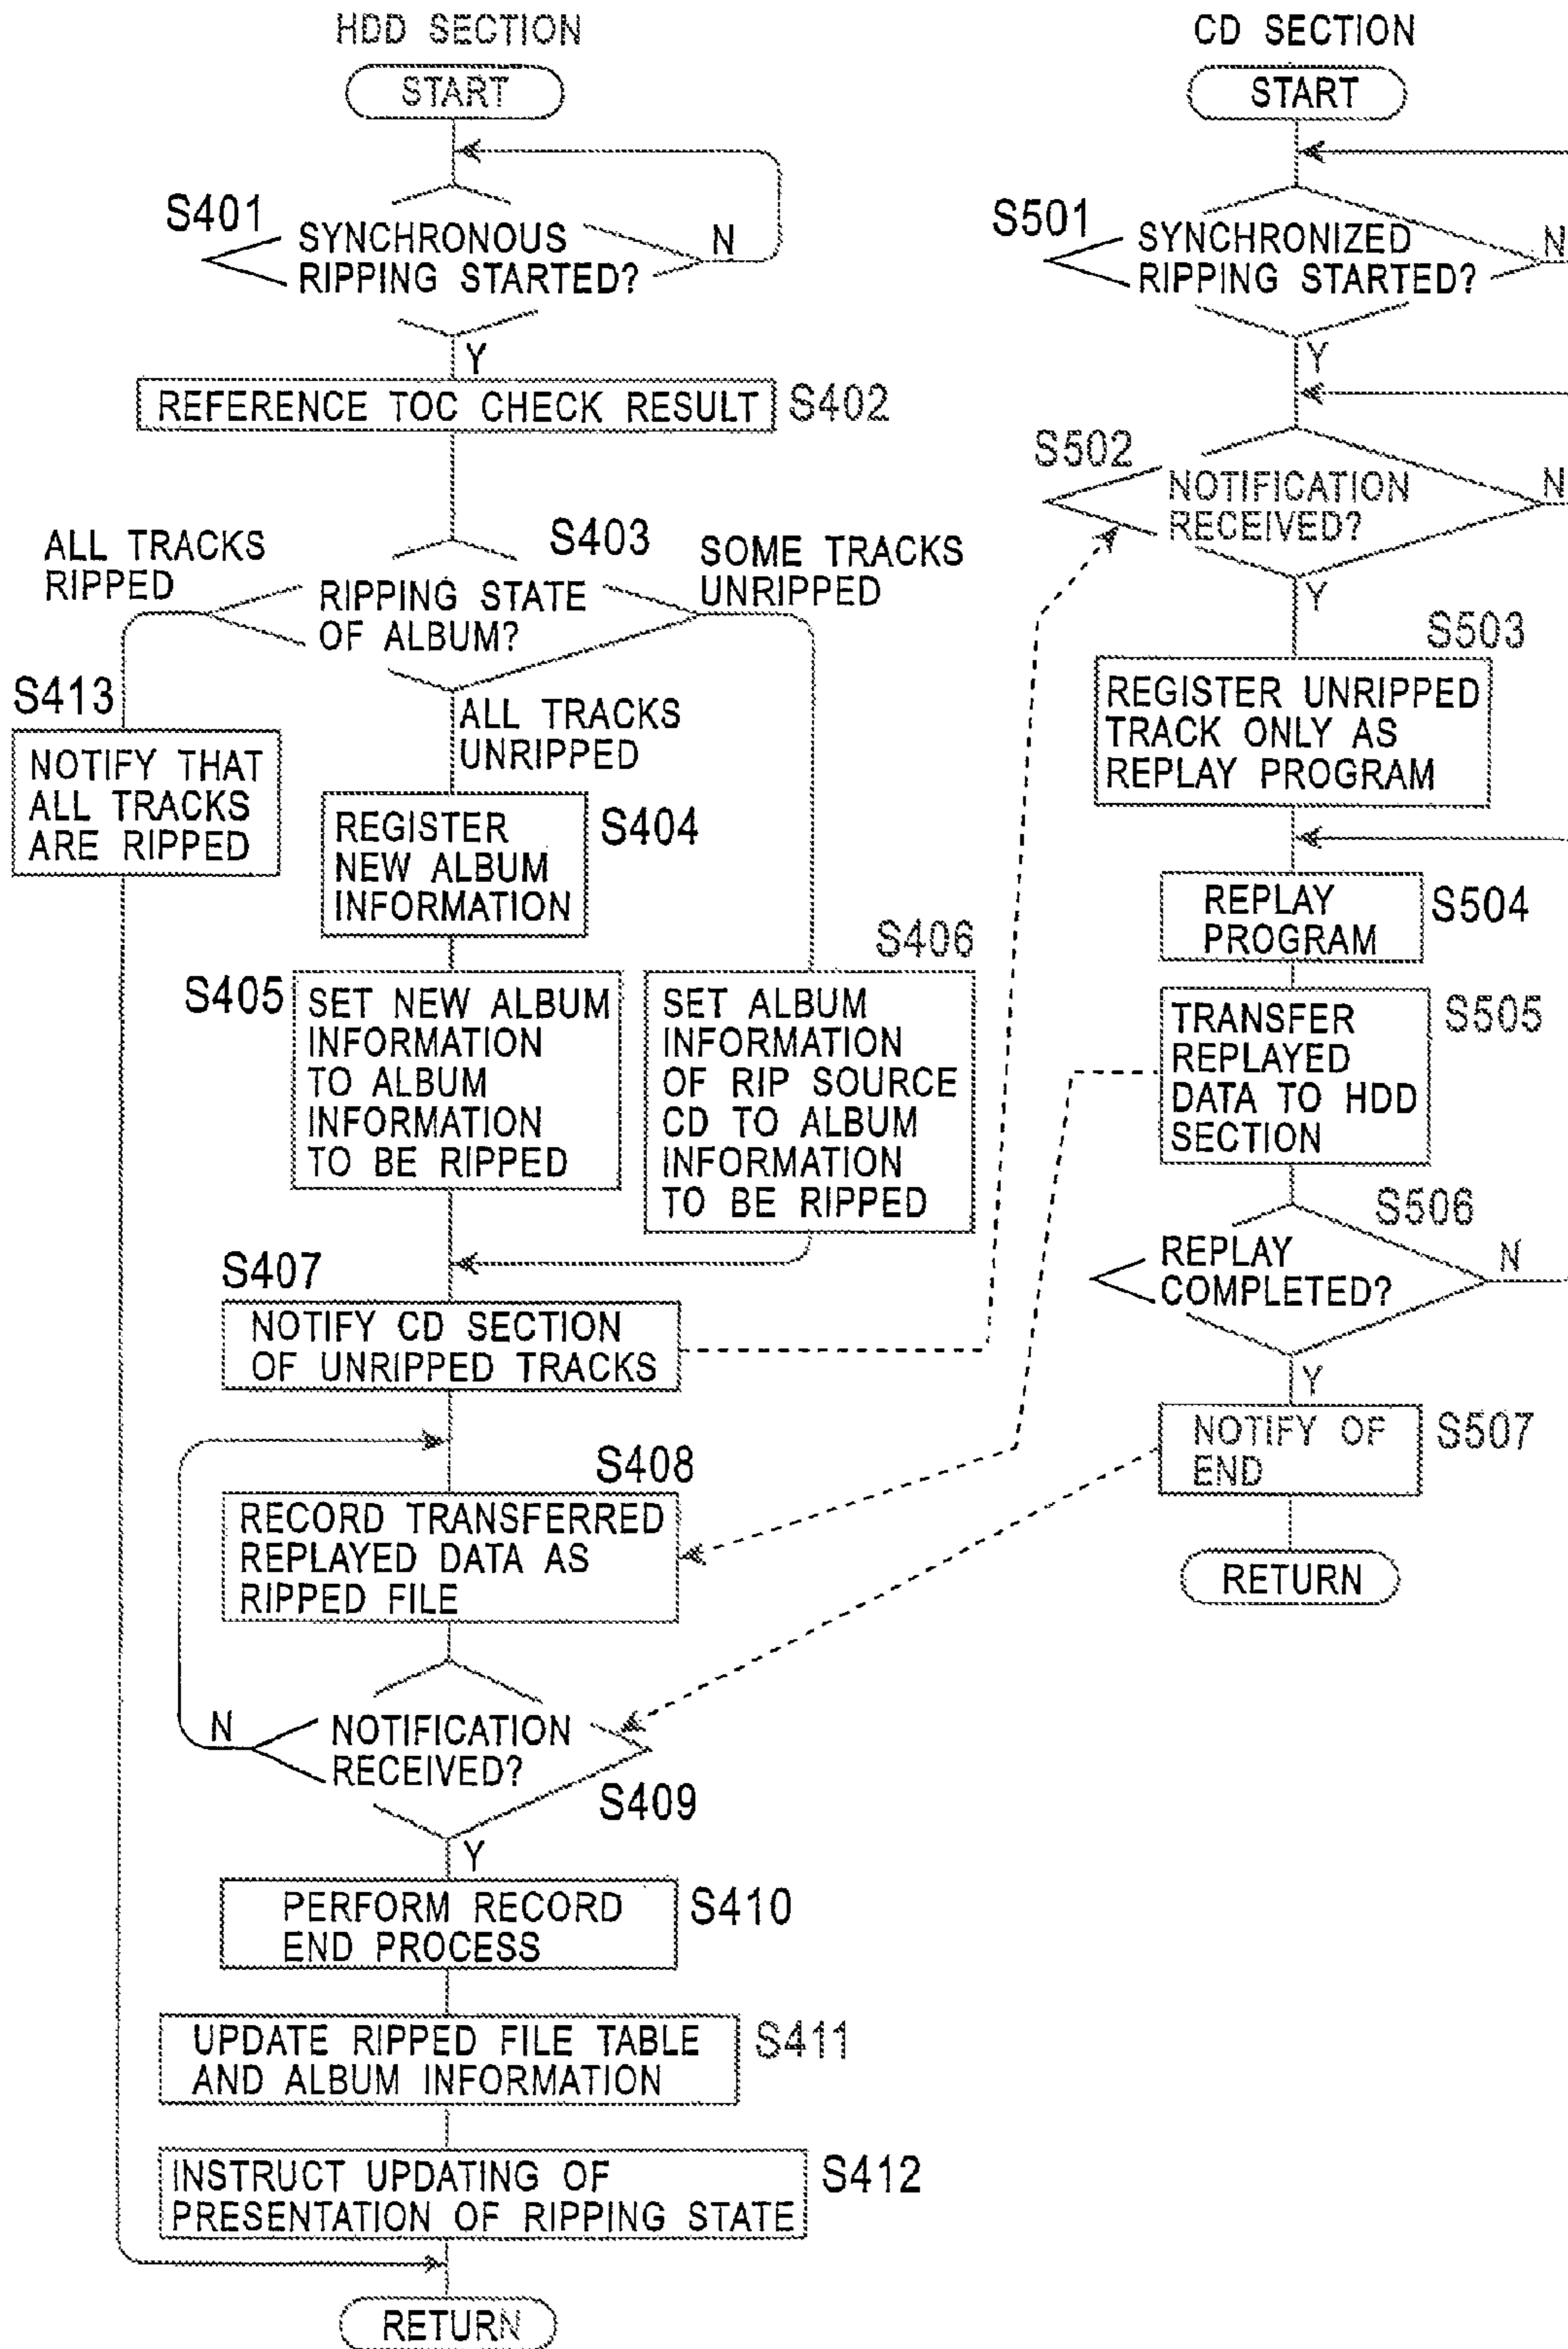 HDD SECTION
START
S401
SYNCHRONOUS
RIPPING STARTED?
N
Y
REFERENCE TOC CHECK RESULT
S402
ALL TRACKS
RIPPED
S403
SOME TRACKS
UNRIPPED
RIPPING STATE
OF ALBUM?
S413
NOTIFY THAT
ALL TRACKS
ARE RIPPED
ALL TRACKS
UNRIPPED
REGISTER
NEW ALBUM
INFORMATION
S404
S405
SET NEW ALBUM
INFORMATION
TO ALBUM
INFORMATION
TO BE RIPPED
S406
SET ALBUM
INFORMATION
OF RIP SOURCE
CD TO ALBUM
INFORMATION
TO BE RIPPED
S407
NOTIFY CD SECTION
OF UNRIPPED TRACKS
S408
RECORD TRANSFERRED
REPLAYED DATA AS
RIPPED FILE
N
NOTIFICATION
RECEIVED?
S409
Y
PERFORM RECORD
END PROCESS
S410
UPDATE RIPPED FILE TABLE
AND ALBUM INFORMATION
S411
INSTRUCT UPDATING OF
PRESENTATION OF RIPPING STATE
S412
RETURN
CD SECTION
START
S501
SYNCHRONIZED
RIPPING STARTED?
N
Y
S502
NOTIFICATION
RECEIVED?
N
Y
S503
REGISTER UNRIPPED
TRACK ONLY AS
REPLAY PROGRAM
REPLAY
PROGRAM
S504
TRANSFER
REPLAYED
DATA TO HDD
SECTION
S505
S506
REPLAY
COMPLETED?
N
Y
NOTIFY OF
END
S507
RETURN